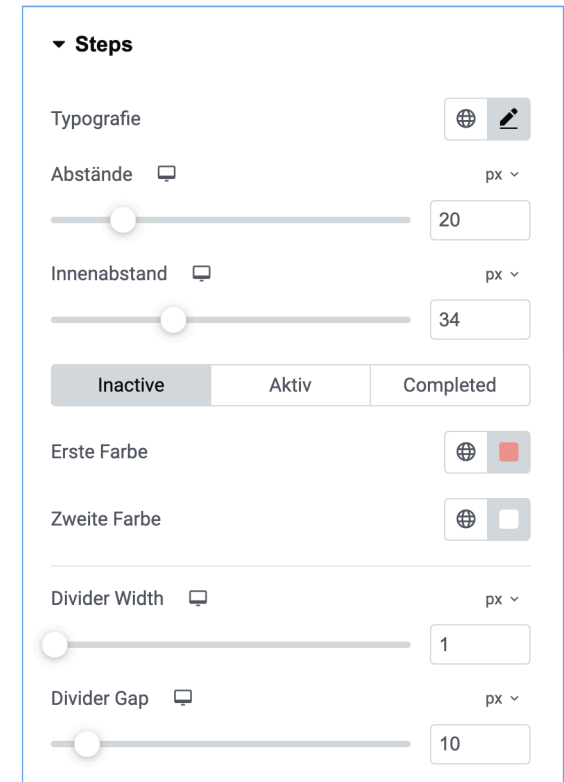 Steps
Typografie
Abstände px
20
Innenabstand px
34
Inactive Aktiv Completed
Erste Farbe
Zweite Farbe
Divider Width px
1
Divider Gap px
10